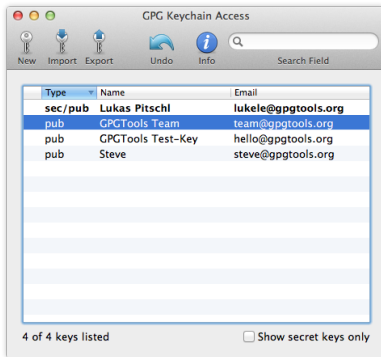 GPG Keychain Access
New Import Export Undo Info Search Field
Type Name Email
sec/pub Lukas Pitschl lukele@gpgtools.org
pub GPGTools Team team@gpgtools.org
pub GPGTools Test-Key hello@gpgtools.org
pub Steve steve@gpgtools.org
4 of 4 keys listed Show secret keys only